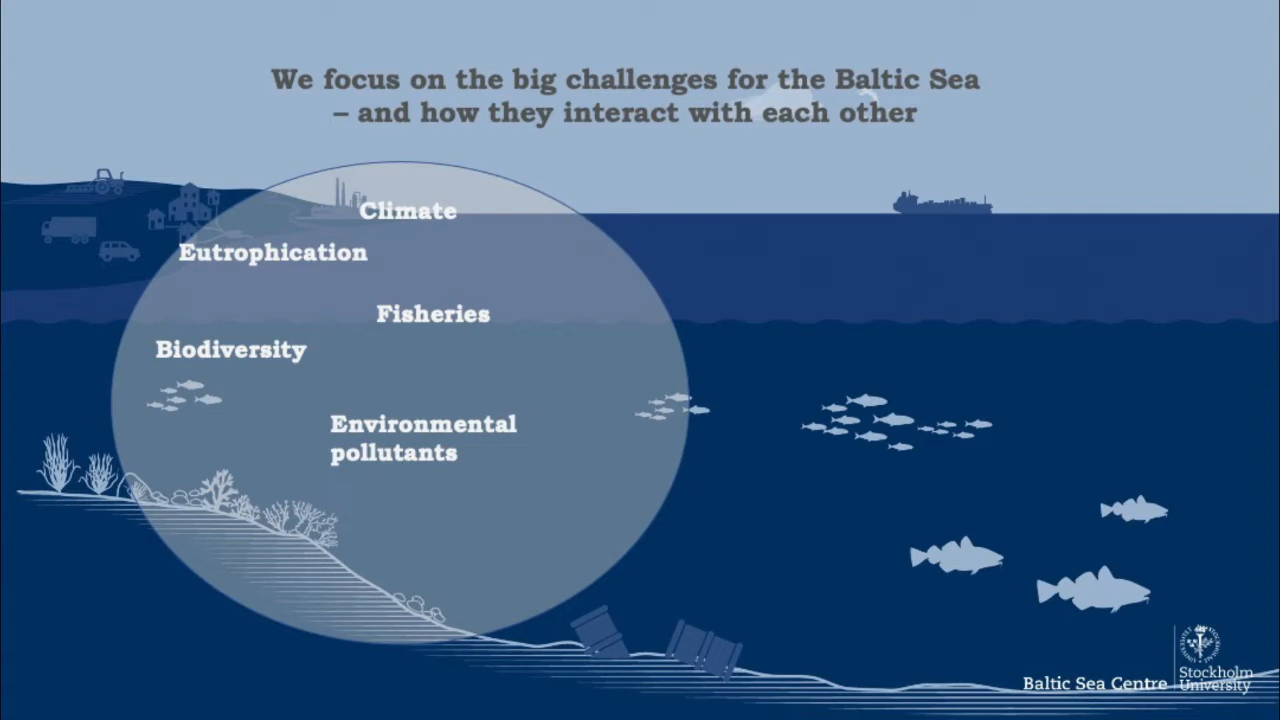 We focus on the big challenges for the Baltic Sea
– and how they interact with each other
Climate
Eutrophication
Fisheries
Biodiversity
Environmental
pollutants
Baltic Sea Centre
Stockholm
University